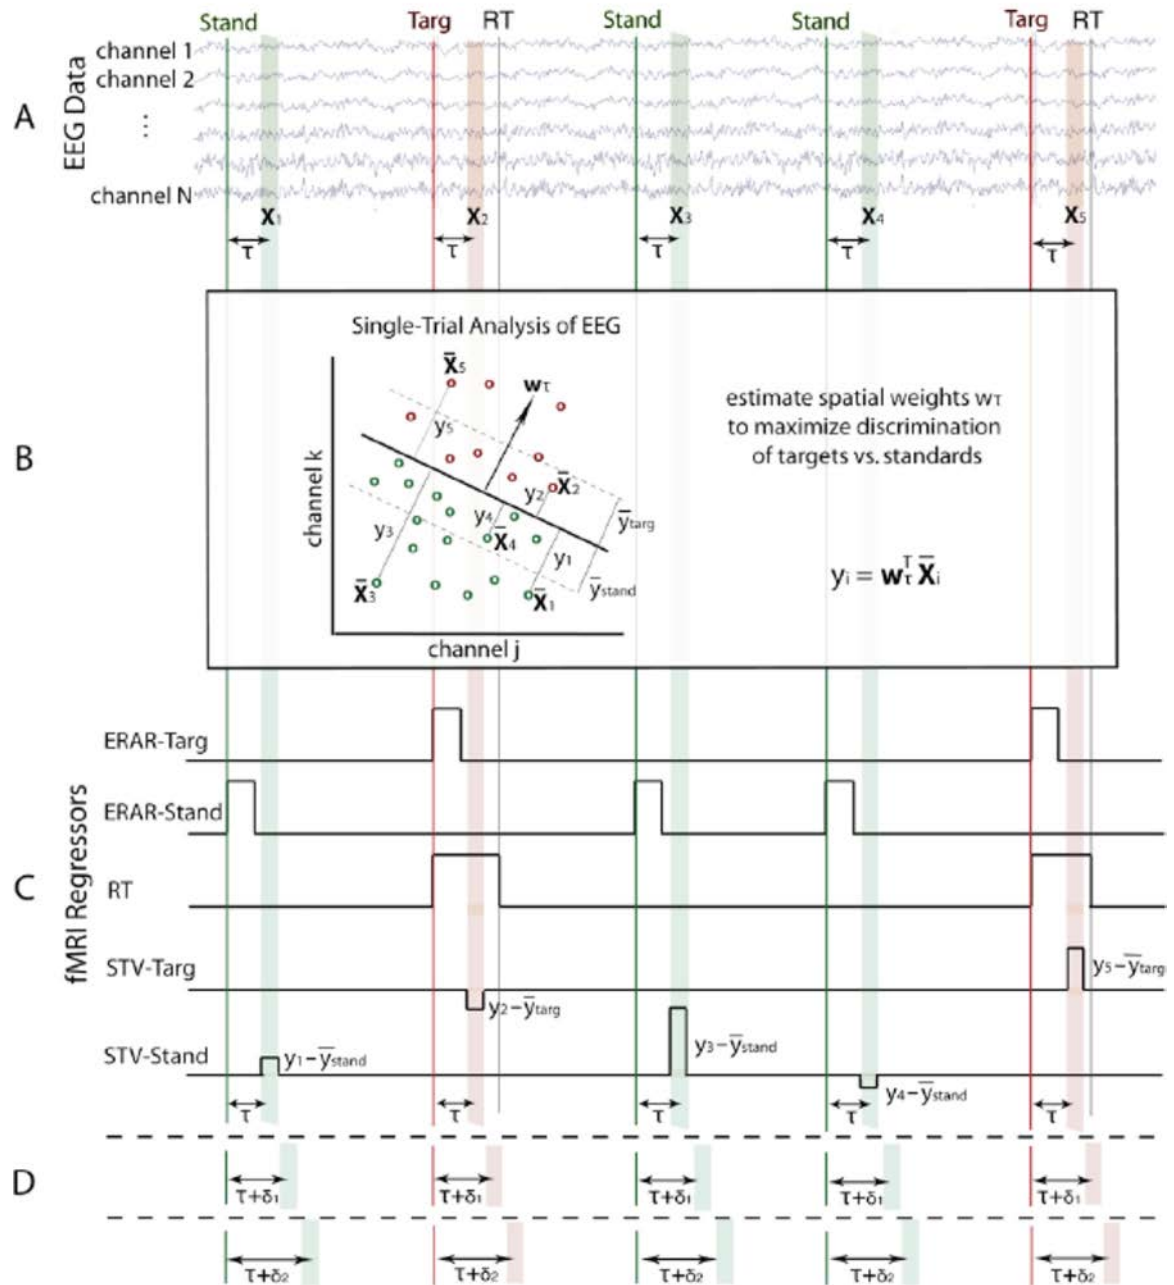 Stand Targ RT Stand Stand Targ RT
A
EEG Data
channel 1
channel 2
⋮
channel N
X1 X2 X3 X4 X5
τ τ τ τ τ
B
Single-Trial Analysis of EEG
channel k
channel j
X̄5
wτ
y5
y2 X̄2
y4
X̄4
y3
y1
ȳtarg
ȳstand
X̄3
X̄1
estimate spatial weights wτ
to maximize discrimination
of targets vs. standards
yi = wτᵀ X̄i
C
fMRI Regressors
ERAR-Targ
ERAR-Stand
RT
STV-Targ
y2−ȳtarg
y5−ȳtarg
STV-Stand
y1−ȳstand
y3−ȳstand
y4−ȳstand
τ τ τ τ τ
D
τ+δ1 τ+δ1 τ+δ1 τ+δ1 τ+δ1
τ+δ2 τ+δ2 τ+δ2 τ+δ2 τ+δ2